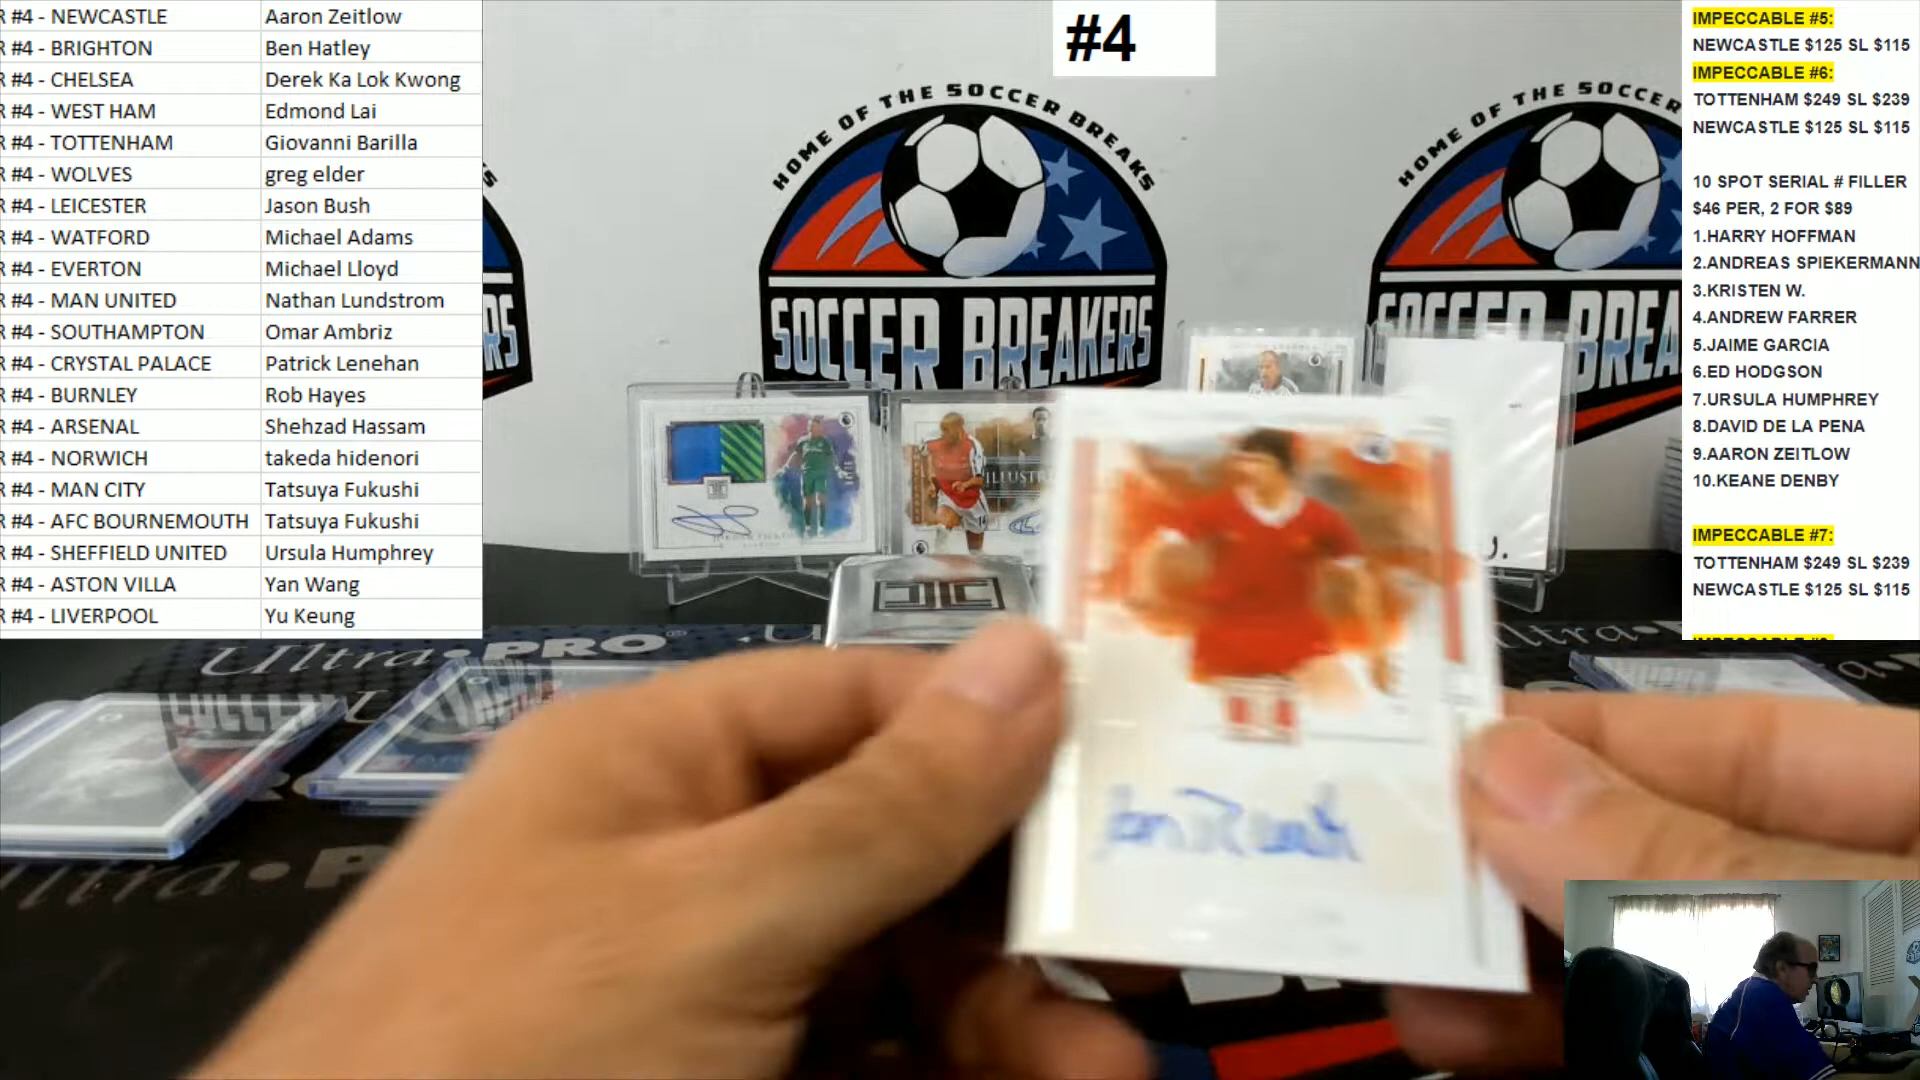 R #4 - NEWCASTLE Aaron Zeitlow
R #4 - BRIGHTON Ben Hatley
R #4 - CHELSEA Derek Ka Lok Kwong
R #4 - WEST HAM Edmond Lai
R #4 - TOTTENHAM Giovanni Barilla
R #4 - WOLVES greg elder
R #4 - LEICESTER Jason Bush
R #4 - WATFORD Michael Adams
R #4 - EVERTON Michael Lloyd
R #4 - MAN UNITED Nathan Lundstrom
R #4 - SOUTHAMPTON Omar Ambriz
R #4 - CRYSTAL PALACE Patrick Lenehan
R #4 - BURNLEY Rob Hayes
R #4 - ARSENAL Shehzad Hassam
R #4 - NORWICH takeda hidenori
R #4 - MAN CITY Tatsuya Fukushi
R #4 - AFC BOURNEMOUTH Tatsuya Fukushi
R #4 - SHEFFIELD UNITED Ursula Humphrey
R #4 - ASTON VILLA Yan Wang
R #4 - LIVERPOOL Yu Keung
#4
HOME OF THE SOCCER BREAKS
SOCCER BREAKERS
HOME OF THE SOCCER
SOCCER BREA
RS
ILLUSTR
Ultra•PRO
IMPECCABLE #5:
NEWCASTLE $125 SL $115
IMPECCABLE #6:
TOTTENHAM $249 SL $239
NEWCASTLE $125 SL $115
10 SPOT SERIAL # FILLER
$46 PER, 2 FOR $89
1.HARRY HOFFMAN
2.ANDREAS SPIEKERMANN
3.KRISTEN W.
4.ANDREW FARRER
5.JAIME GARCIA
6.ED HODGSON
7.URSULA HUMPHREY
8.DAVID DE LA PENA
9.AARON ZEITLOW
10.KEANE DENBY
IMPECCABLE #7:
TOTTENHAM $249 SL $239
NEWCASTLE $125 SL $115